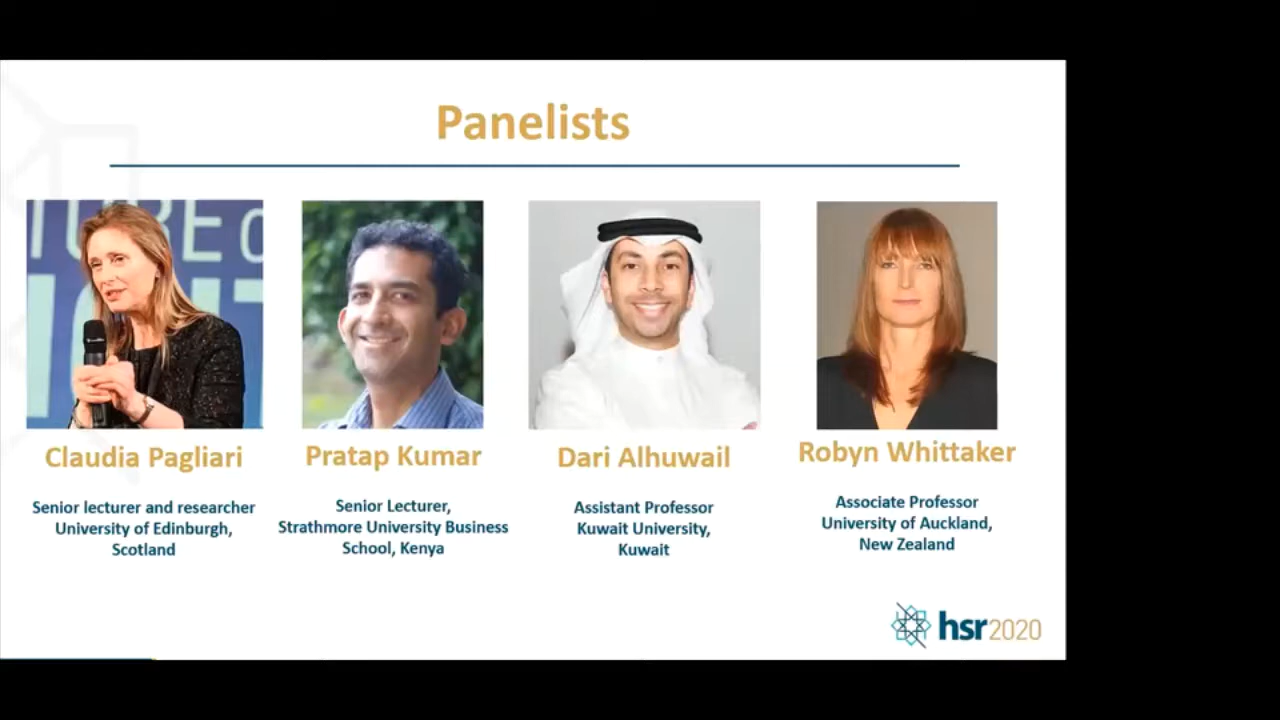 Panelists
Claudia Pagliari
Senior lecturer and researcher
University of Edinburgh,
Scotland
Pratap Kumar
Senior Lecturer,
Strathmore University Business
School, Kenya
Dari Alhuwail
Assistant Professor
Kuwait University,
Kuwait
Robyn Whittaker
Associate Professor
University of Auckland,
New Zealand
hsr2020